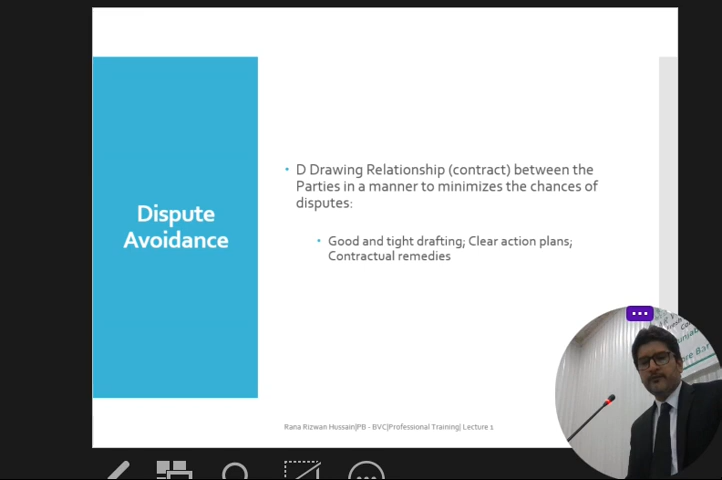 Dispute
Avoidance
D Drawing Relationship (contract) between the
Parties in a manner to minimizes the chances of
disputes:
Good and tight drafting; Clear action plans;
Contractual remedies
Rana Rizwan Hussain|PB - BVC|Professional Training| Lecture 1